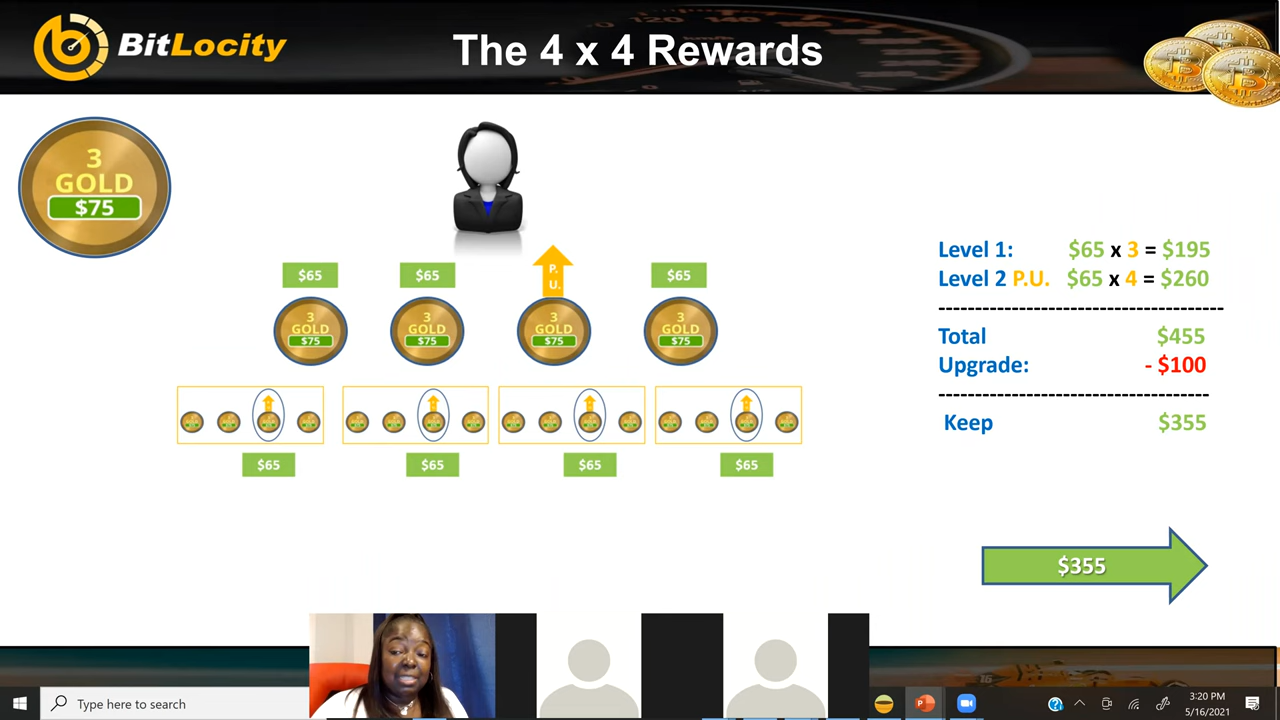 BitLocity
The 4 x 4 Rewards
3
GOLD
$75
$65 $65 $65
P.
U.
3 3 3 3
GOLD GOLD GOLD GOLD
$75 $75 $75 $75
$65 $65 $65 $65
Level 1: $65 x 3 = $195
Level 2 P.U. $65 x 4 = $260
Total $455
Upgrade: - $100
Keep $355
$355
Type here to search
3:20 PM
5/16/2021